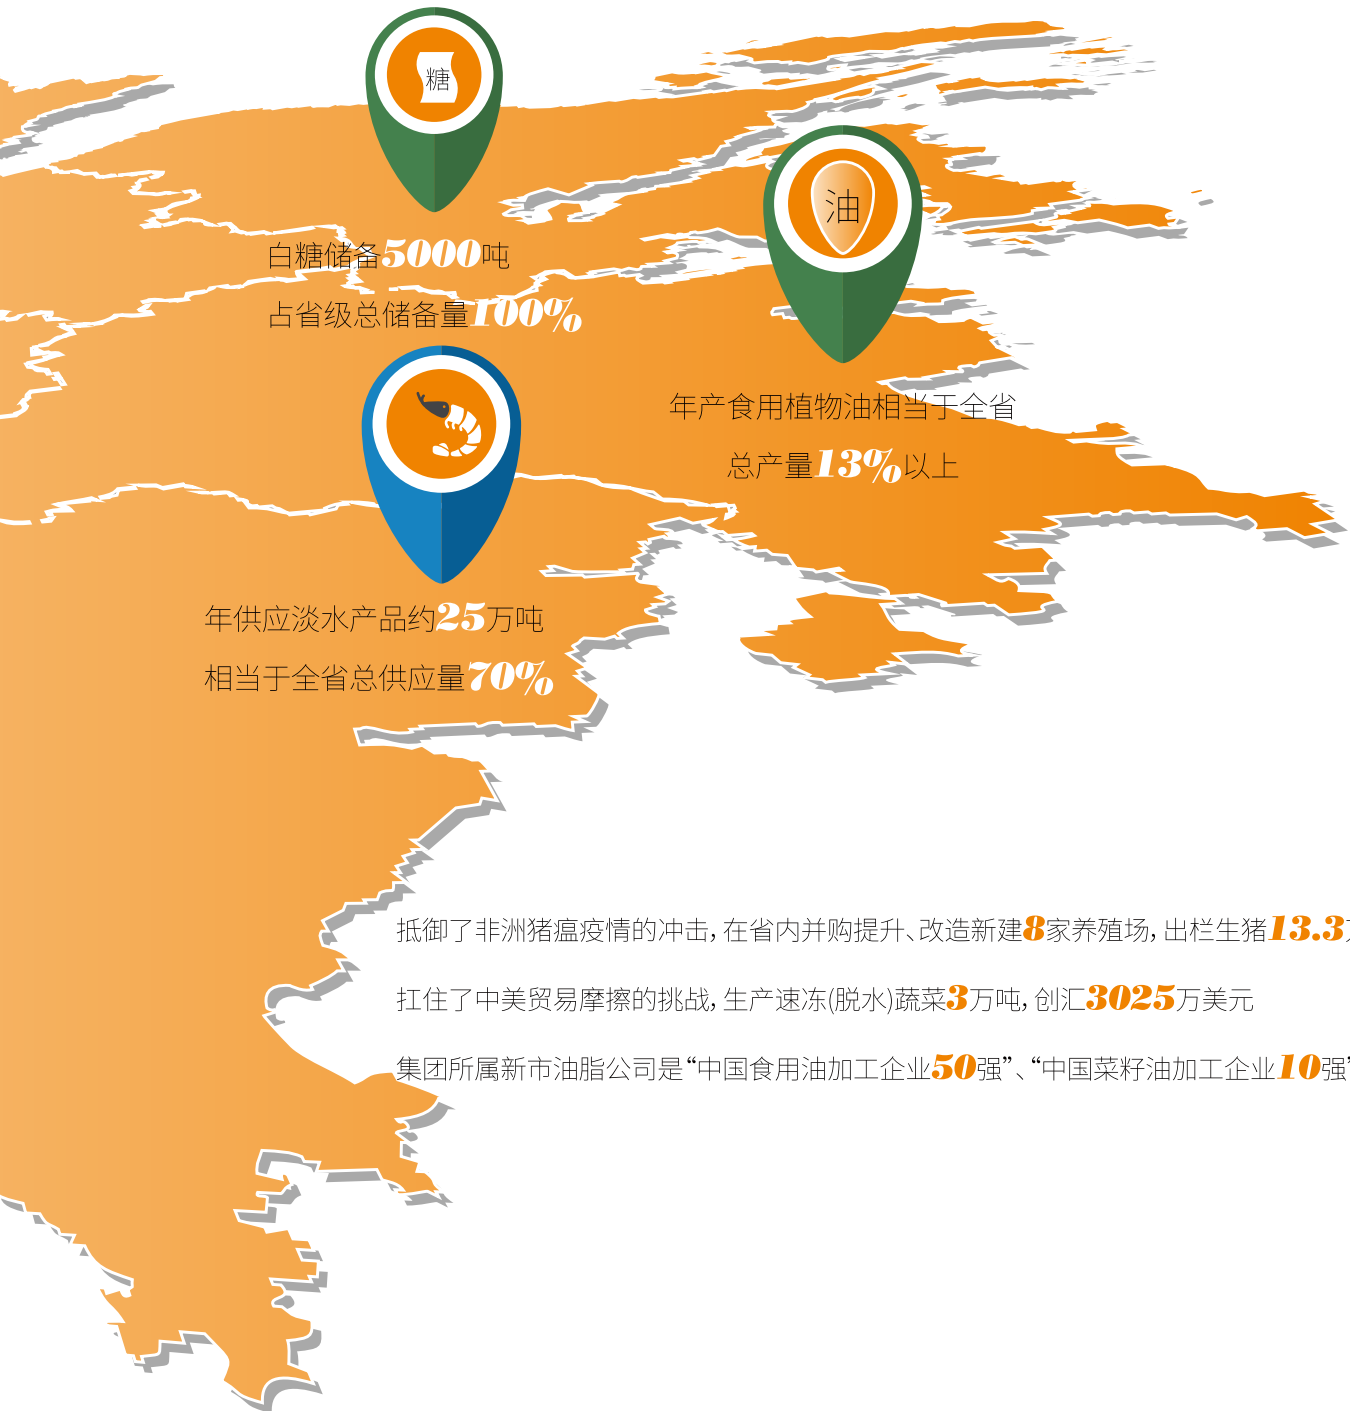 糖
油
白糖储备5000吨
占省级总储备量100%
年产食用植物油相当于全省
总产量13%以上
年供应淡水产品约25万吨
相当于全省总供应量70%
抵御了非洲猪瘟疫情的冲击，在省内并购提升、改造新建8家养殖场，出栏生猪13.3
扛住了中美贸易摩擦的挑战，生产速冻(脱水)蔬菜3万吨，创汇3025万美元
集团所属新市油脂公司是“中国食用油加工企业50强”、“中国菜籽油加工企业10强”